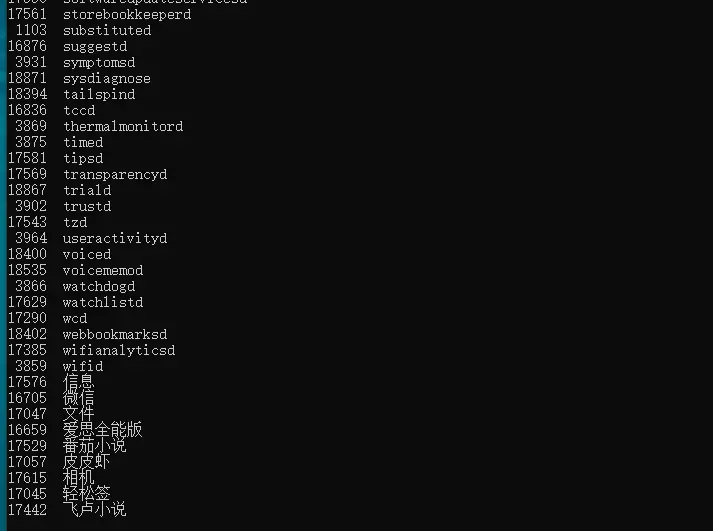 17561 storebookkeeperd
1103 substituted
16876 suggestd
3931 symptomsd
18871 sysdiagnose
18394 tailspind
16836 tccd
3869 thermalmonitord
3875 timed
17581 tipsd
17569 transparencyd
18867 triald
3902 trustd
17543 tzd
3964 useractivityd
18400 voiced
18535 voicememod
3866 watchdogd
17629 watchlistd
17290 wcd
18402 webbookmarksd
17385 wifianalyticsd
3859 wifid
17576 信息
16705 微信
17047 文件
16659 爱思全能版
17529 番茄小说
17057 皮皮虾
17615 相机
17045 轻松签
17442 飞卢小说